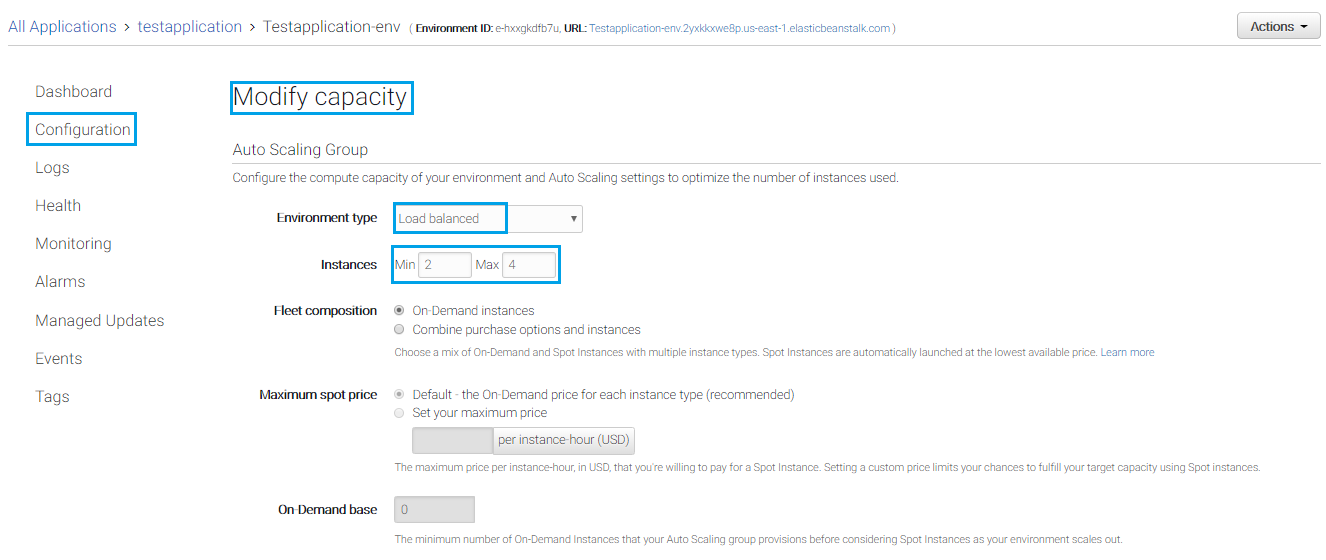 All Applications > testapplication > Testapplication-env ( Environment ID: e-hxxgkdfb7u, URL: Testapplication-env.2yxkkxwe8p.us-east-1.elasticbeanstalk.com )
Actions
Dashboard
Configuration
Logs
Health
Monitoring
Alarms
Managed Updates
Events
Tags
Modify capacity
Auto Scaling Group
Configure the compute capacity of your environment and Auto Scaling settings to optimize the number of instances used.
Environment type Load balanced
Instances Min 2 Max 4
Fleet composition On-Demand instances
Combine purchase options and instances
Choose a mix of On-Demand and Spot Instances with multiple instance types. Spot Instances are automatically launched at the lowest available price. Learn more
Maximum spot price Default - the On-Demand price for each instance type (recommended)
Set your maximum price
per instance-hour (USD)
The maximum price per instance-hour, in USD, that you're willing to pay for a Spot Instance. Setting a custom price limits your chances to fulfill your target capacity using Spot instances.
On-Demand base 0
The minimum number of On-Demand Instances that your Auto Scaling group provisions before considering Spot Instances as your environment scales out.